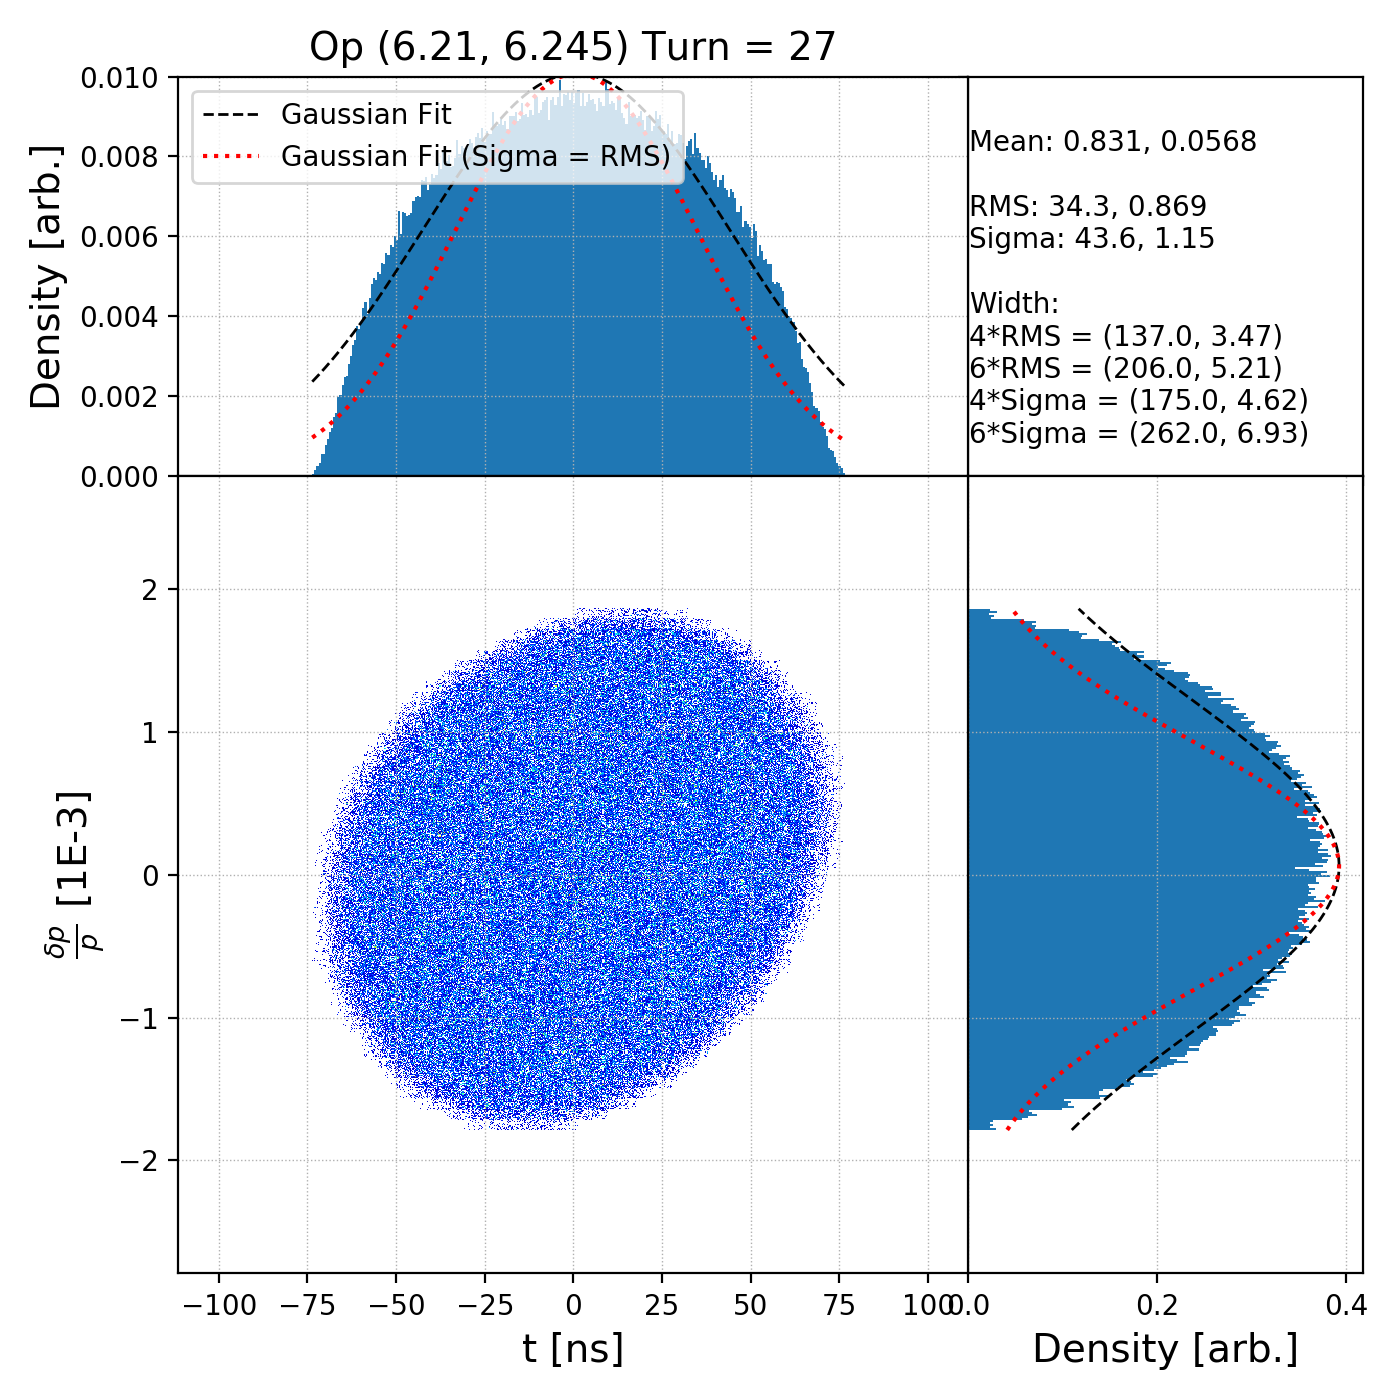 Op (6.21, 6.245) Turn = 27
0.010
0.008
0.006
0.004
0.002
0.000
Density [arb.]
Gaussian Fit
Gaussian Fit (Sigma = RMS)
Mean: 0.831, 0.0568
RMS: 34.3, 0.869
Sigma: 43.6, 1.15
Width:
4*RMS = (137.0, 3.47)
6*RMS = (206.0, 5.21)
4*Sigma = (175.0, 4.62)
6*Sigma = (262.0, 6.93)
2
1
0
−1
−2
δp/p [1E-3]
−100 −75 −50 −25 0 25 50 75 100
t [ns]
0.0 0.2 0.4
Density [arb.]